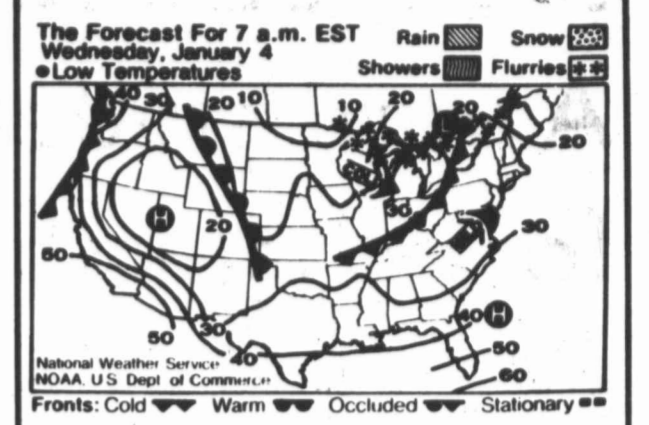 The Forecast For 7 a.m. EST
Wednesday, January 4
●Low Temperatures
Rain Snow
Showers Flurries
40 30 20 10 10 20 20
20
H
20
30
30
50
50
30
40
40 H
50
60
National Weather Service
NOAA, U S Dept of Commerce
Fronts: Cold Warm Occluded Stationary